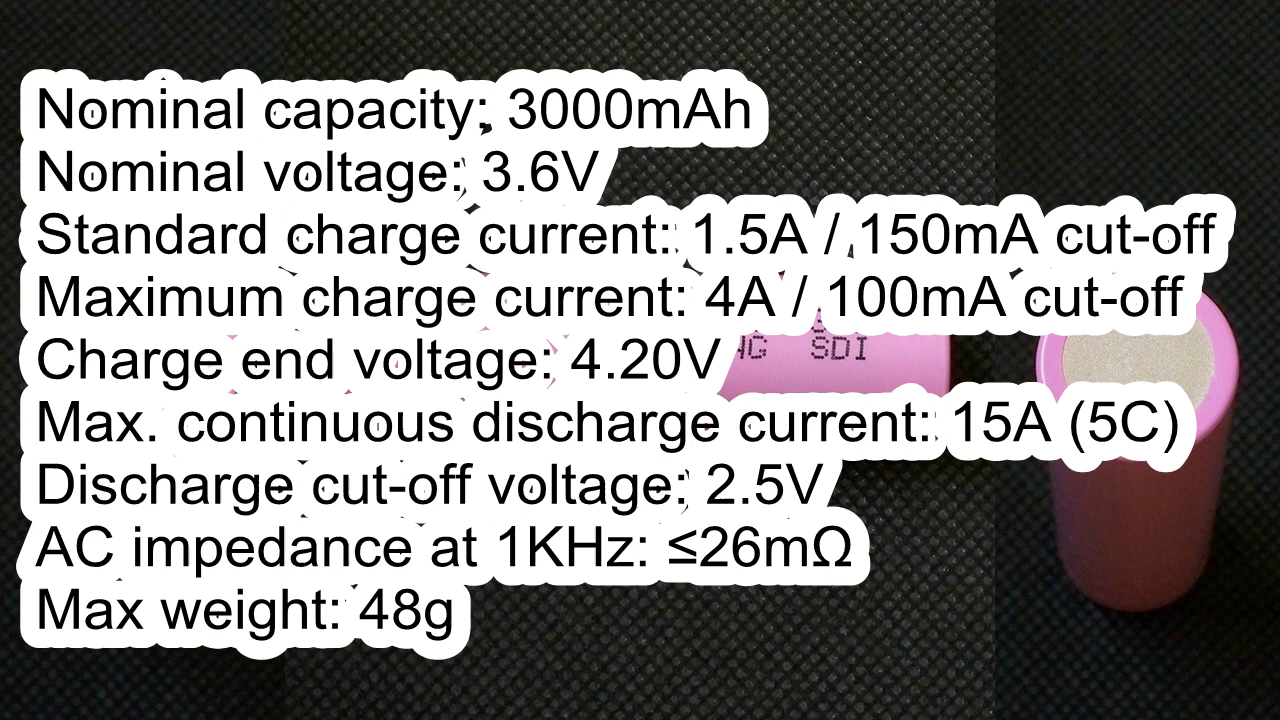 Nominal capacity: 3000mAh
Nominal voltage: 3.6V
Standard charge current: 1.5A / 150mA cut-off
Maximum charge current: 4A / 100mA cut-off
Charge end voltage: 4.20V
SDI
Max. continuous discharge current: 15A (5C)
Discharge cut-off voltage: 2.5V
AC impedance at 1KHz: ≤26mΩ
Max weight: 48g